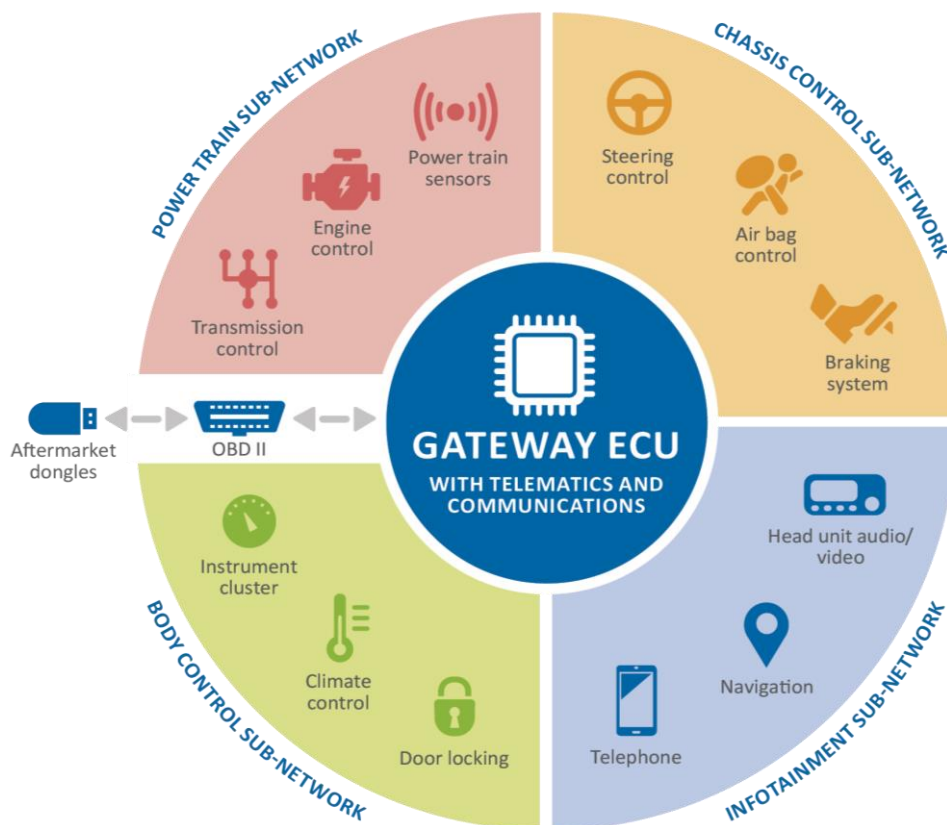 POWER TRAIN SUB-NETWORK
Power train
sensors
Engine
control
Transmission
control
CHASSIS CONTROL SUB-NETWORK
Steering
control
Air bag
control
Braking
system
Aftermarket
dongles
OBD II
GATEWAY ECU
WITH TELEMATICS AND
COMMUNICATIONS
BODY CONTROL SUB-NETWORK
Instrument
cluster
Climate
control
Door locking
INFOTAINMENT SUB-NETWORK
Head unit audio/
video
Navigation
Telephone